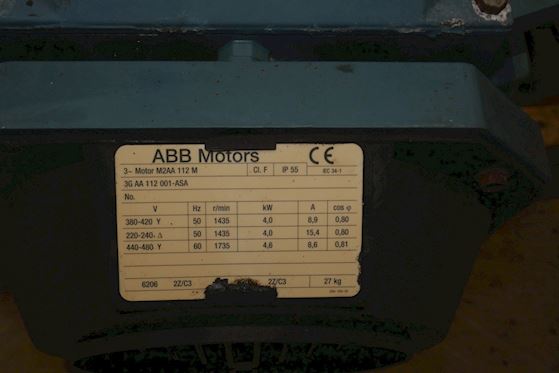 ABB Motors CE
3~ Motor M2AA 112 M Cl. F IP 55 IEC 34-1
3G AA 112 001-ASA
No.
V Hz r/min kW A cos φ
380-420 Y 50 1435 4,0 8,9 0,80
220-240 Δ 50 1435 4,0 15,4 0,80
440-480 Y 60 1735 4,6 8,6 0,81
6206 2Z/C3 2Z/C3 27 kg